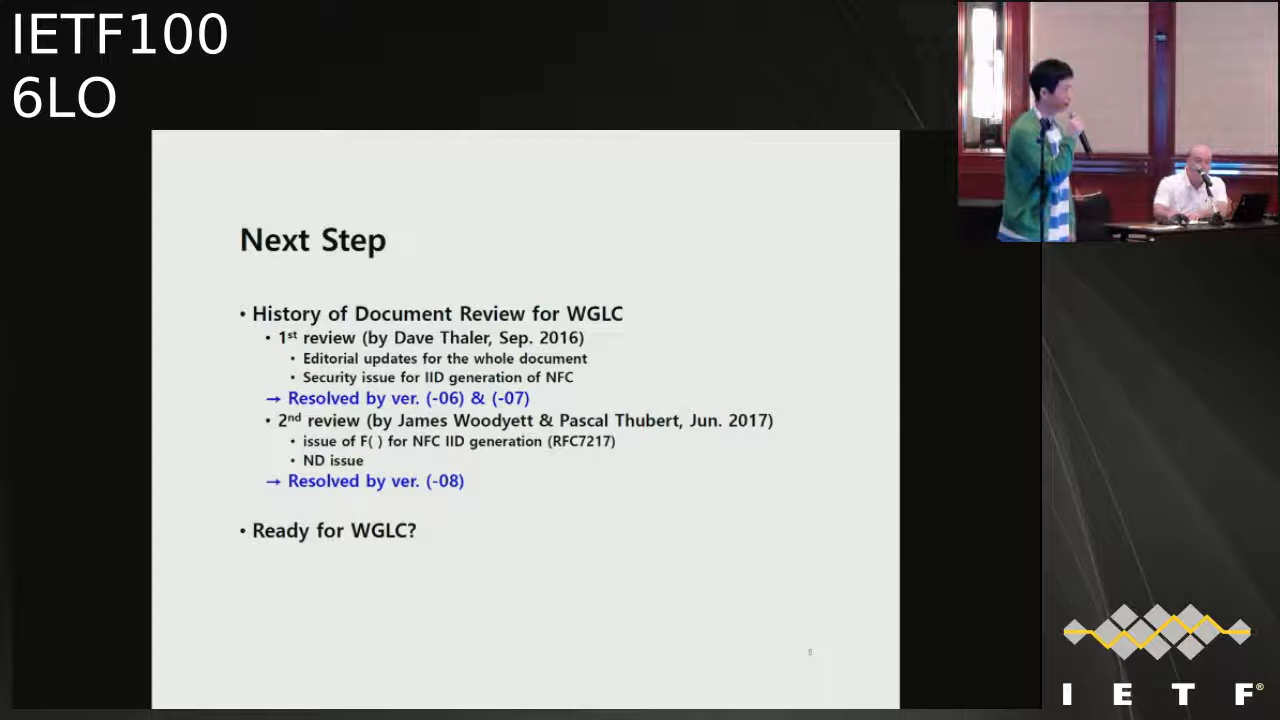 IETF100
6LO
Next Step
• History of Document Review for WGLC
• 1st review (by Dave Thaler, Sep. 2016)
• Editorial updates for the whole document
• Security issue for IID generation of NFC
→ Resolved by ver. (-06) & (-07)
• 2nd review (by James Woodyett & Pascal Thubert, Jun. 2017)
• issue of F( ) for NFC IID generation (RFC7217)
• ND issue
→ Resolved by ver. (-08)
• Ready for WGLC?
I E T F®